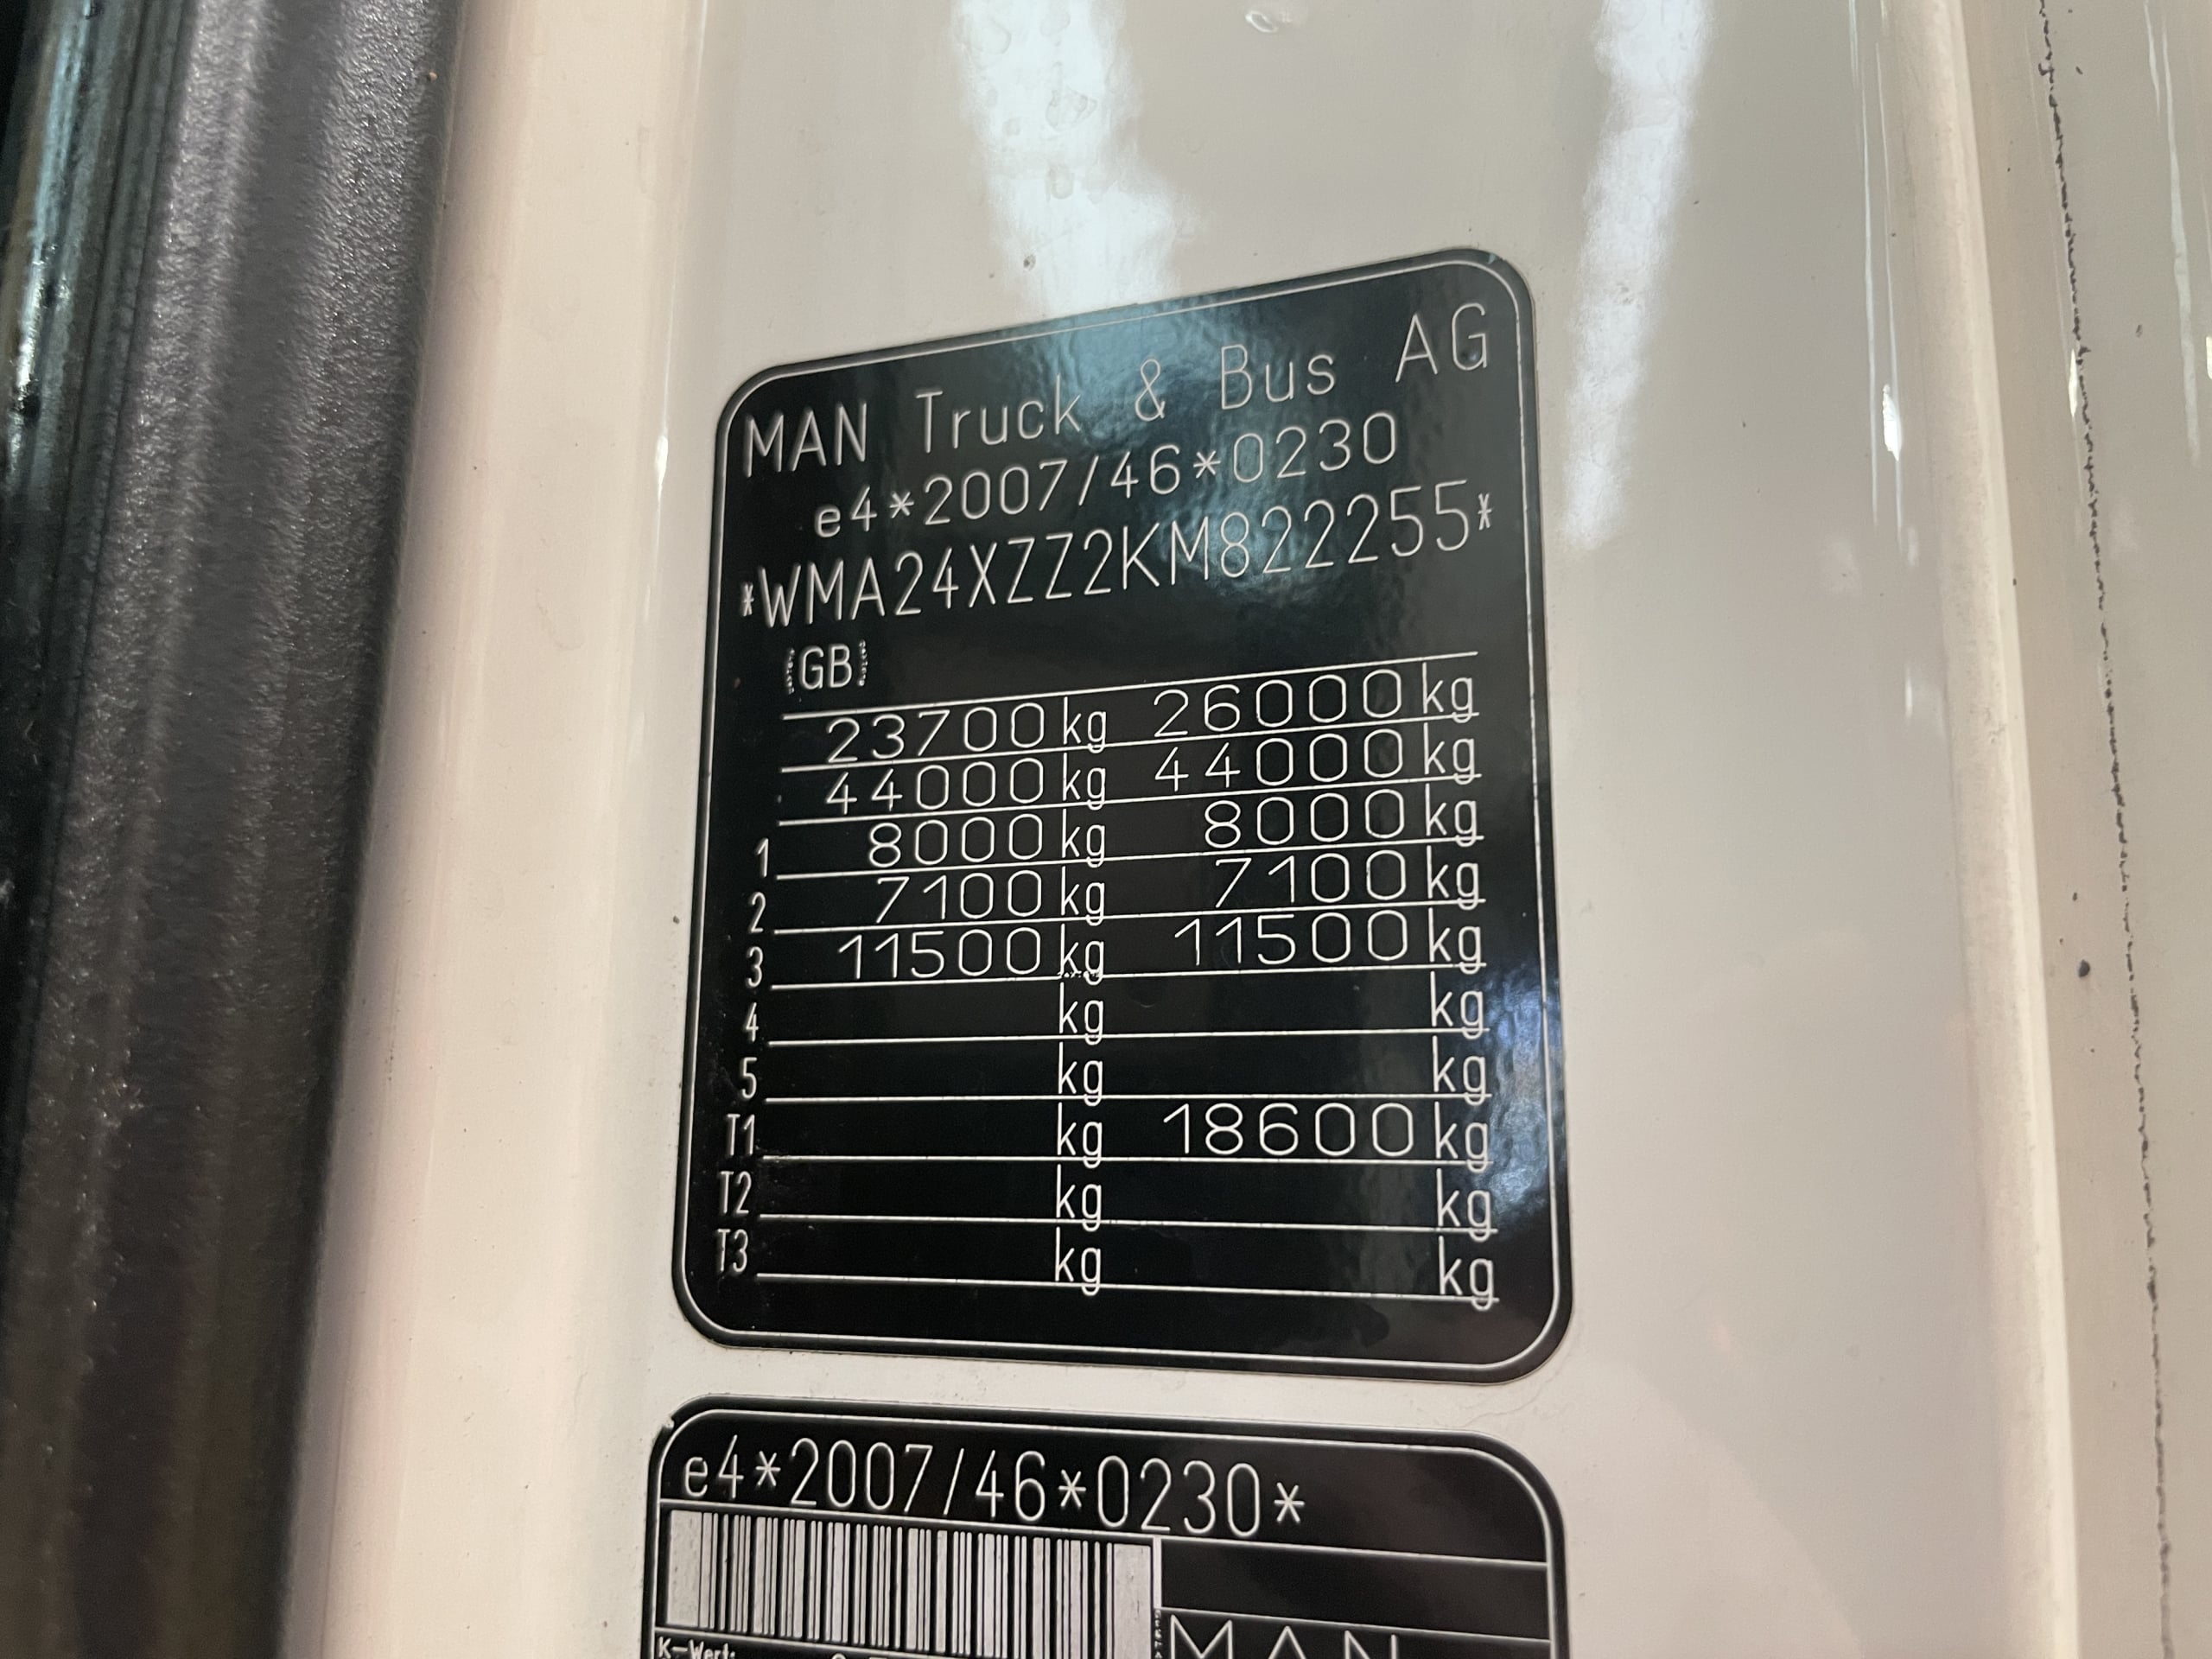 MAN Truck & Bus AG
e4*2007/46*0230
*WMA24XZZ2KM822255*
GB
23700 kg 26000 kg
44000 kg 44000 kg
1 8000 kg 8000 kg
2 7100 kg 7100 kg
3 11500 kg 11500 kg
4 kg kg
5 kg kg
T1 kg 18600 kg
T2 kg kg
T3 kg kg
e4*2007/46*0230*
MAN
K-Wert: